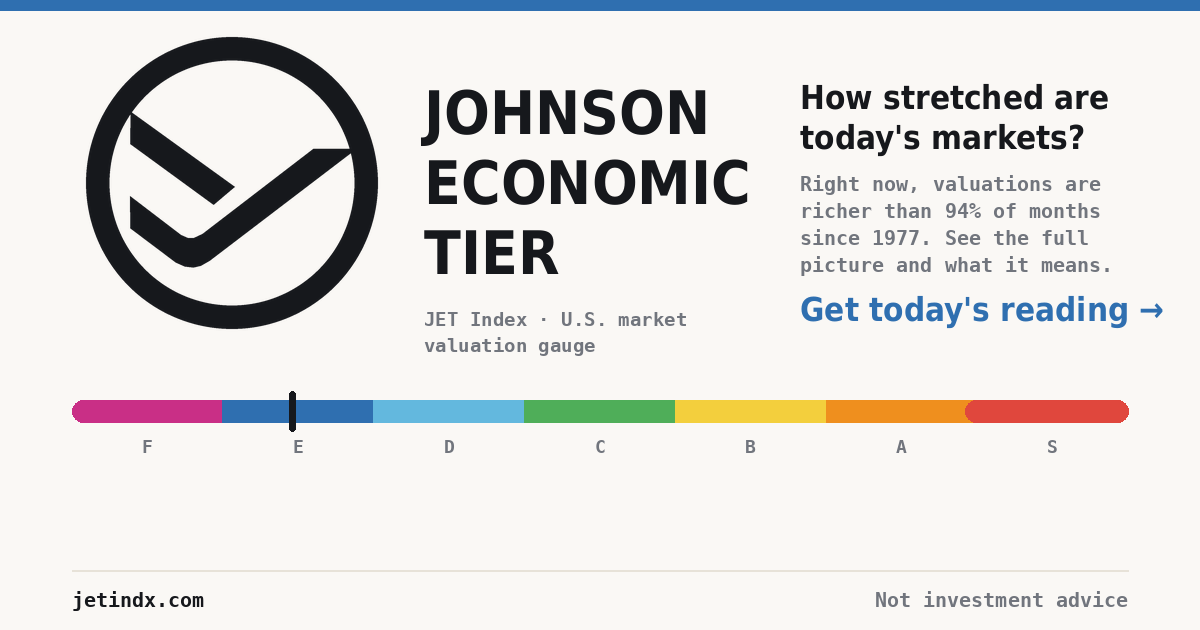 JOHNSON
ECONOMIC
TIER
JET Index · U.S. market
valuation gauge
How stretched are
today's markets?
Right now, valuations are
richer than 94% of months
since 1977. See the full
picture and what it means.
Get today's reading →
F E D C B A S
jetindx.com
Not investment advice